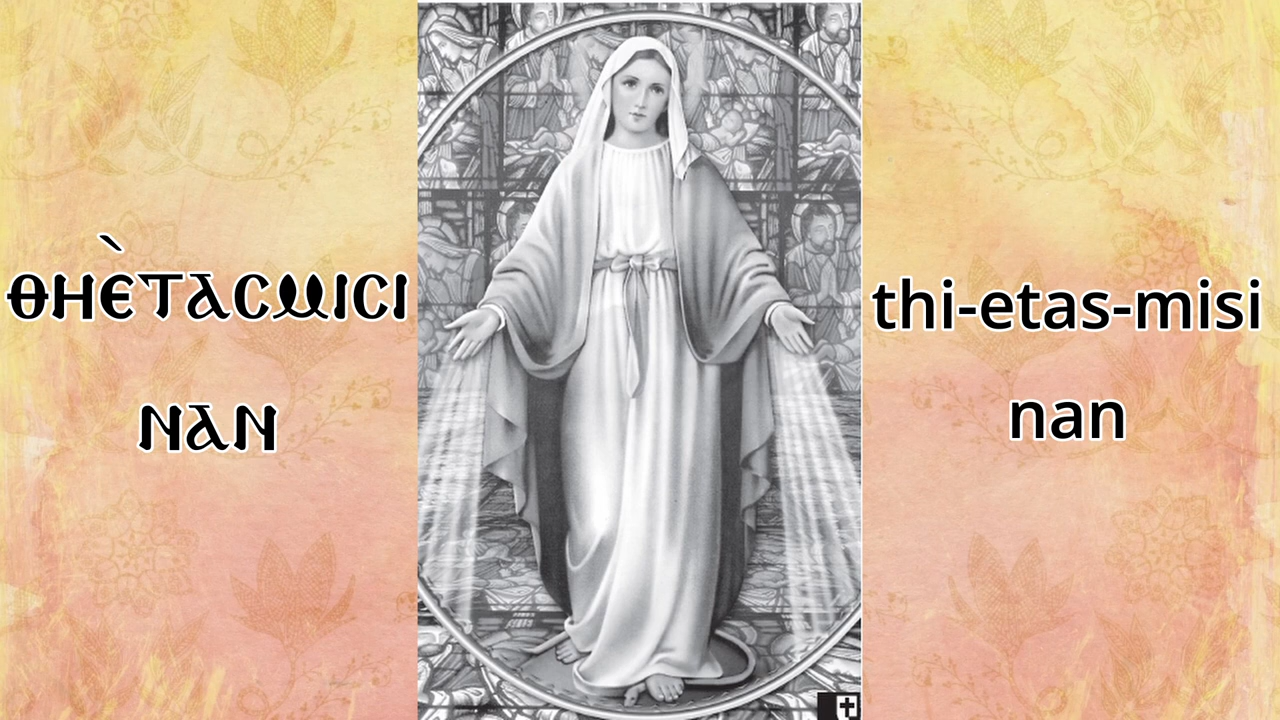 ⲑⲏⲉ̀ⲧⲁⲥⲙⲓⲥⲓ
ⲛⲁⲛ
thi-etas-misi
nan